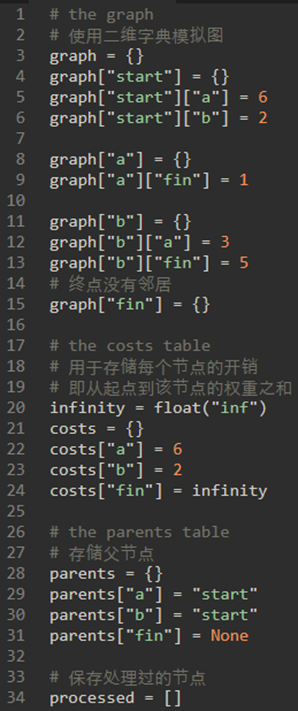 1 # the graph
2 # 使用二维字典模拟图
3 graph = {}
4 graph["start"] = {}
5 graph["start"]["a"] = 6
6 graph["start"]["b"] = 2
7
8 graph["a"] = {}
9 graph["a"]["fin"] = 1
10
11 graph["b"] = {}
12 graph["b"]["a"] = 3
13 graph["b"]["fin"] = 5
14 # 终点没有邻居
15 graph["fin"] = {}
16
17 # the costs table
18 # 用于存储每个节点的开销
19 # 即从起点到该节点的权重之和
20 infinity = float("inf")
21 costs = {}
22 costs["a"] = 6
23 costs["b"] = 2
24 costs["fin"] = infinity
25
26 # the parents table
27 # 存储父节点
28 parents = {}
29 parents["a"] = "start"
30 parents["b"] = "start"
31 parents["fin"] = None
32
33 # 保存处理过的节点
34 processed = []